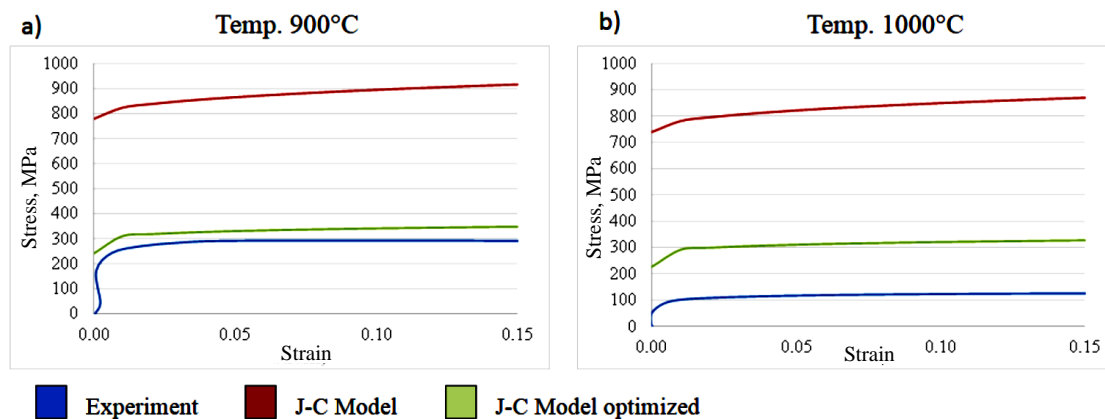 a)
Temp. 900°C
Stress, MPa
1000
900
800
700
600
500
400
300
200
100
0
0.00
0.05
0.10
0.15
Strain
b)
Temp. 1000°C
Stress, MPa
1000
900
800
700
600
500
400
300
200
100
0
0.00
0.05
0.10
0.15
Strain
Experiment
J-C Model
J-C Model optimized